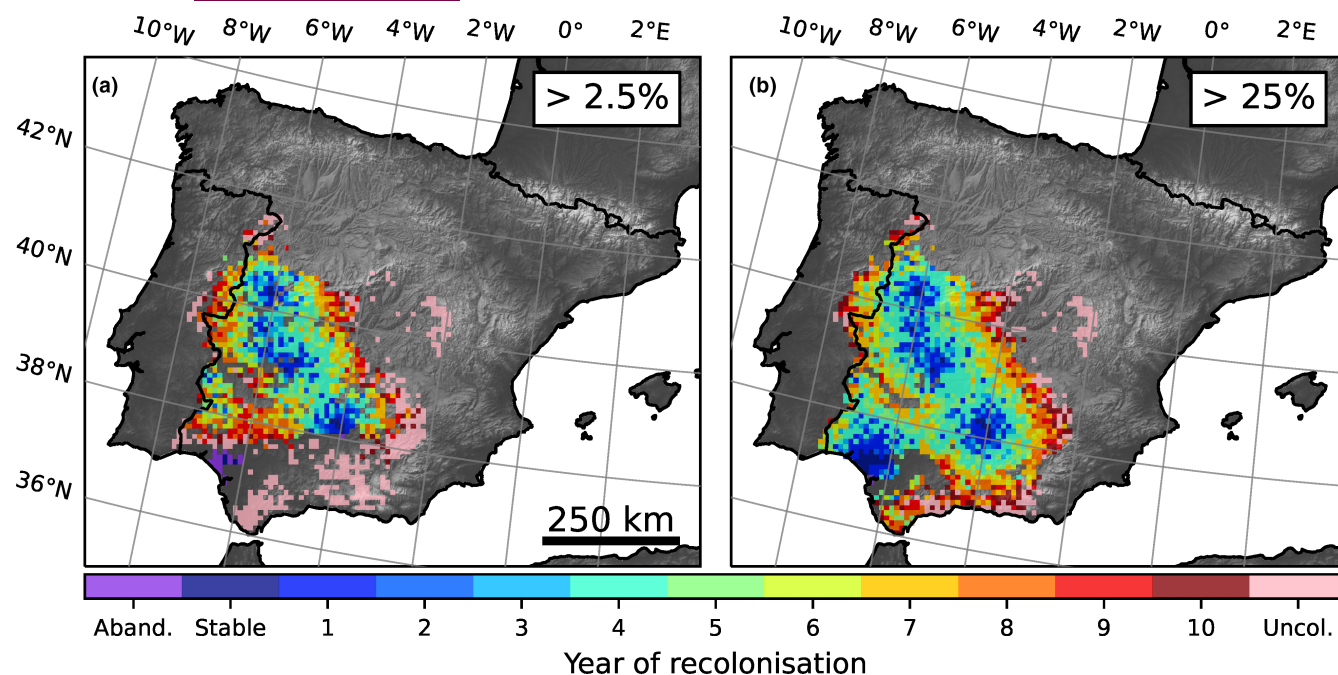 10°W 8°W 6°W 4°W 2°W 0° 2°E
10°W 8°W 6°W 4°W 2°W 0° 2°E
(a)
> 2.5%
(b)
> 25%
42°N
40°N
38°N
36°N
250 km
Aband. Stable 1 2 3 4 5 6 7 8 9 10 Uncol.
Year of recolonisation